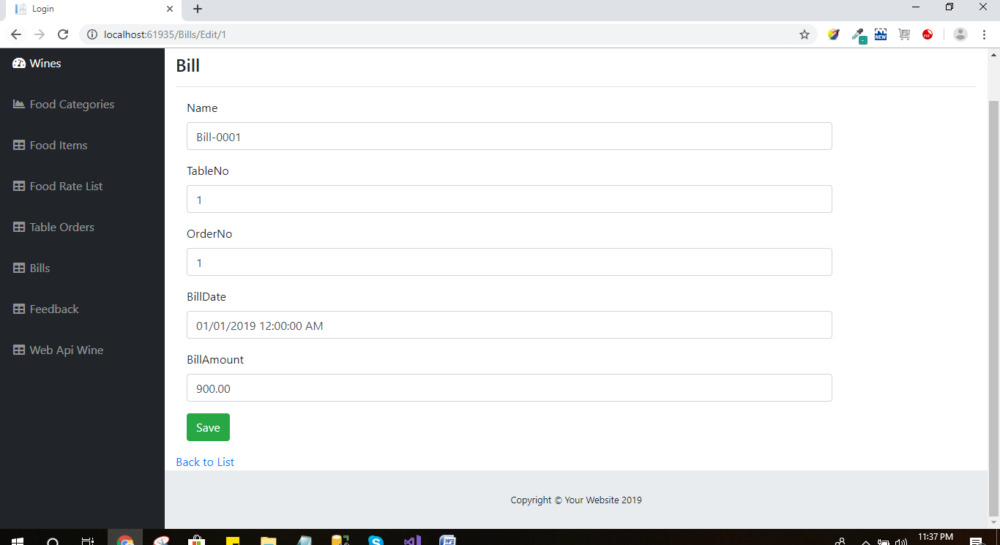 Login
localhost:61935/Bills/Edit/1
NEW
PDF
Wines
Food Categories
Food Items
Food Rate List
Table Orders
Bills
Feedback
Web Api Wine
Bill
Name
Bill-0001
TableNo
1
OrderNo
1
BillDate
01/01/2019 12:00:00 AM
BillAmount
900.00
Save
Back to List
Copyright © Your Website 2019
11:37 PM